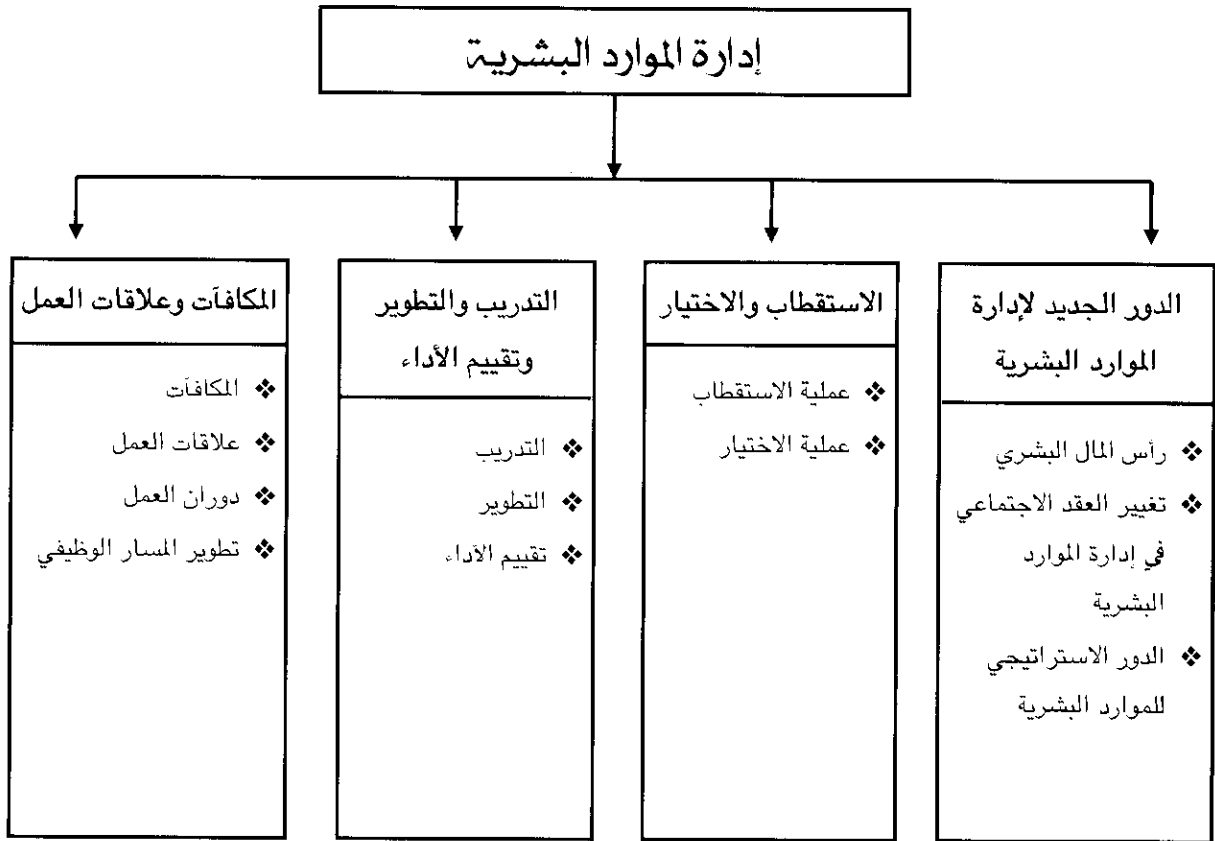 إدارة الموارد البشرية
الدور الجديد لإدارة
الموارد البشرية
❖ رأس المال البشري
❖ تغيير العقد الاجتماعي
في إدارة الموارد
البشرية
❖ الدور الاستراتيجي
للموارد البشرية
الاستقطاب والاختيار
❖ عملية الاستقطاب
❖ عملية الاختيار
التدريب والتطوير
وتقييم الأداء
❖ التدريب
❖ التطوير
❖ تقييم الأداء
المكافآت وعلاقات العمل
❖ المكافآت
❖ علاقات العمل
❖ دوران العمل
❖ تطوير المسار الوظيفي